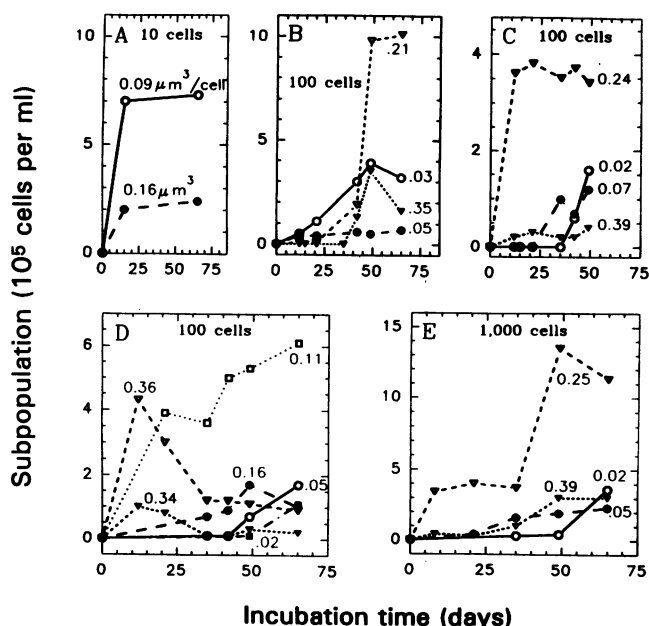 Subpopulation (10⁵ cells per ml)
A 10 cells
10
5
0
0.09 μm³/cell
0.16 μm³
0 25 50 75
B
100 cells
10
5
0
.21
.03
.35
.05
0 25 50 75
C 100 cells
4
2
0
0.24
0.02
0.07
0.39
0 25 50 75
D 100 cells
6
4
2
0
0.11
0.36
0.16
0.34
.05
.02
0 25 50 75
E 1,000 cells
15
10
5
0
0.25
0.39
0.02
.05
0 25 50 75
Incubation time (days)